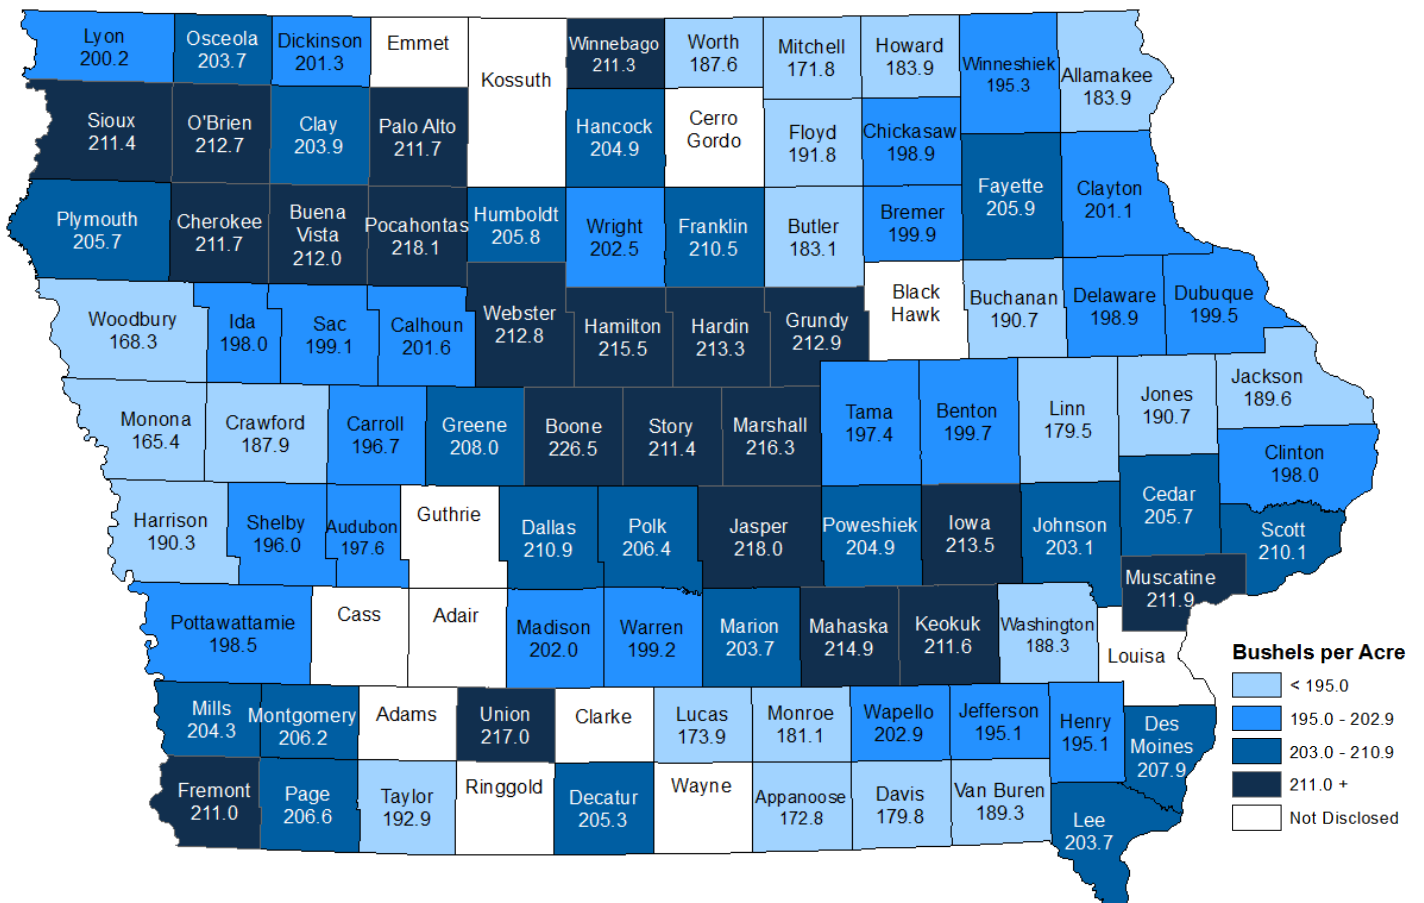 Lyon
200.2
Osceola
203.7
Dickinson
201.3
Emmet
Kossuth
Winnebago
211.3
Worth
187.6
Mitchell
171.8
Howard
183.9
Winneshiek
195.3
Allamakee
183.9
Sioux
211.4
O'Brien
212.7
Clay
203.9
Palo Alto
211.7
Hancock
204.9
Cerro
Gordo
Floyd
191.8
Chickasaw
198.9
Fayette
205.9
Clayton
201.1
Plymouth
205.7
Cherokee
211.7
Buena
Vista
212.0
Pocahontas
218.1
Humboldt
205.8
Wright
202.5
Franklin
210.5
Butler
183.1
Bremer
199.9
Woodbury
168.3
Ida
198.0
Sac
199.1
Calhoun
201.6
Webster
212.8
Hamilton
215.5
Hardin
213.3
Grundy
212.9
Black
Hawk
Buchanan
190.7
Delaware
198.9
Dubuque
199.5
Monona
165.4
Crawford
187.9
Carroll
196.7
Greene
208.0
Boone
226.5
Story
211.4
Marshall
216.3
Tama
197.4
Benton
199.7
Linn
179.5
Jones
190.7
Jackson
189.6
Clinton
198.0
Harrison
190.3
Shelby
196.0
Audubon
197.6
Guthrie
Dallas
210.9
Polk
206.4
Jasper
218.0
Poweshiek
204.9
Iowa
213.5
Johnson
203.1
Cedar
205.7
Scott
210.1
Muscatine
211.9
Pottawattamie
198.5
Cass
Adair
Madison
202.0
Warren
199.2
Marion
203.7
Mahaska
214.9
Keokuk
211.6
Washington
188.3
Louisa
Mills
204.3
Montgomery
206.2
Adams
Union
217.0
Clarke
Lucas
173.9
Monroe
181.1
Wapello
202.9
Jefferson
195.1
Henry
195.1
Des
Moines
207.9
Fremont
211.0
Page
206.6
Taylor
192.9
Ringgold
Decatur
205.3
Wayne
Appanoose
172.8
Davis
179.8
Van Buren
189.3
Lee
203.7
Bushels per Acre
< 195.0
195.0 - 202.9
203.0 - 210.9
211.0 +
Not Disclosed